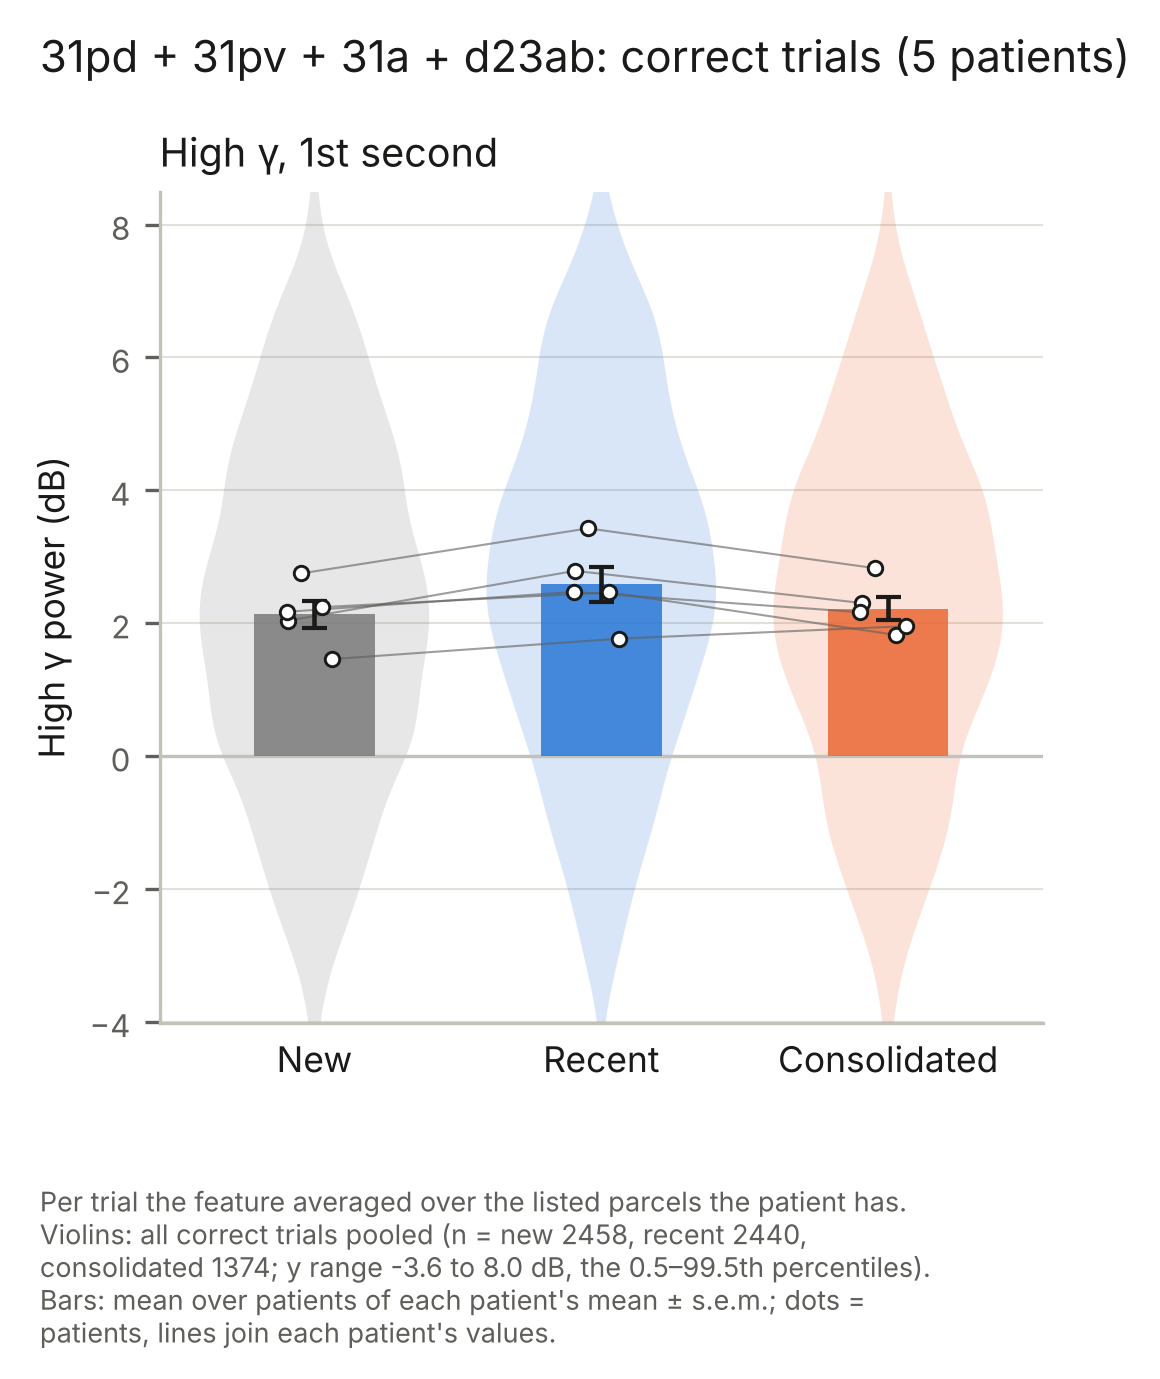 31pd + 31pv + 31a + d23ab: correct trials (5 patients)
High γ, 1st second
High γ power (dB)
8
6
4
2
0
−2
−4
New
Recent
Consolidated
Per trial the feature averaged over the listed parcels the patient has.
Violins: all correct trials pooled (n = new 2458, recent 2440,
consolidated 1374; y range -3.6 to 8.0 dB, the 0.5–99.5th percentiles).
Bars: mean over patients of each patient's mean ± s.e.m.; dots =
patients, lines join each patient's values.